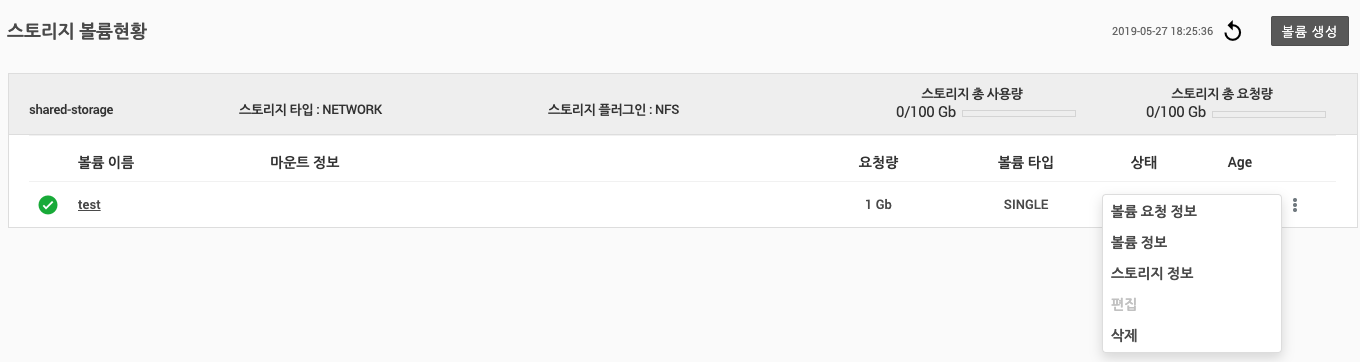 스토리지 볼륨현황
2019-05-27 18:25:36
볼륨 생성
shared-storage
스토리지 타입 : NETWORK
스토리지 플러그인 : NFS
스토리지 총 사용량
0/100 Gb
스토리지 총 요청량
0/100 Gb
볼륨 이름 마운트 정보 요청량 볼륨 타입 상태 Age
test 1 Gb SINGLE
볼륨 요청 정보
볼륨 정보
스토리지 정보
편집
삭제